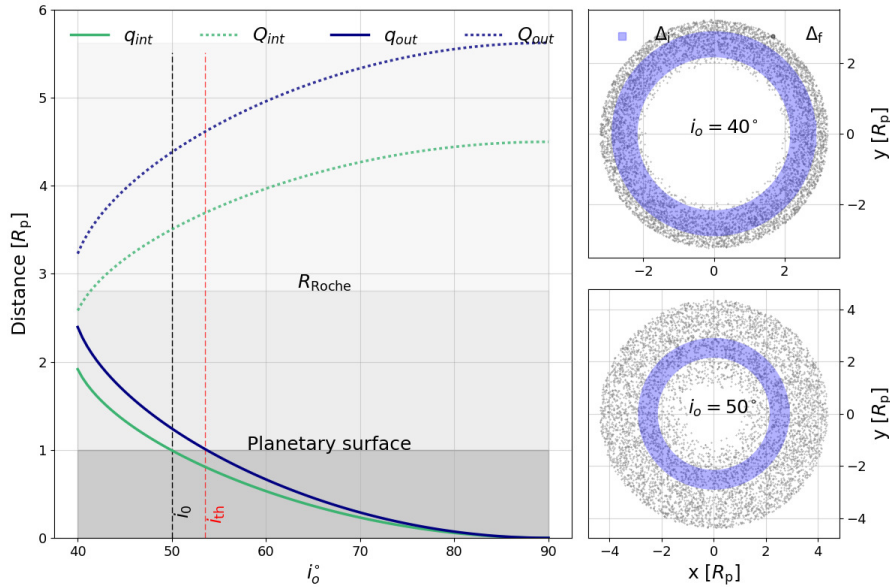 q_int Q_int q_out Q_out
6
5
4
3
2
1
0
Distance [R_p]
R_Roche
Planetary surface
i_0
i_th
40 50 60 70 80 90
i_o°
Δ_i Δ_f
i_o = 40°
2
0
−2
y [R_p]
−2 0 2
i_o = 50°
4
2
0
−2
−4
y [R_p]
−4 −2 0 2 4
x [R_p]